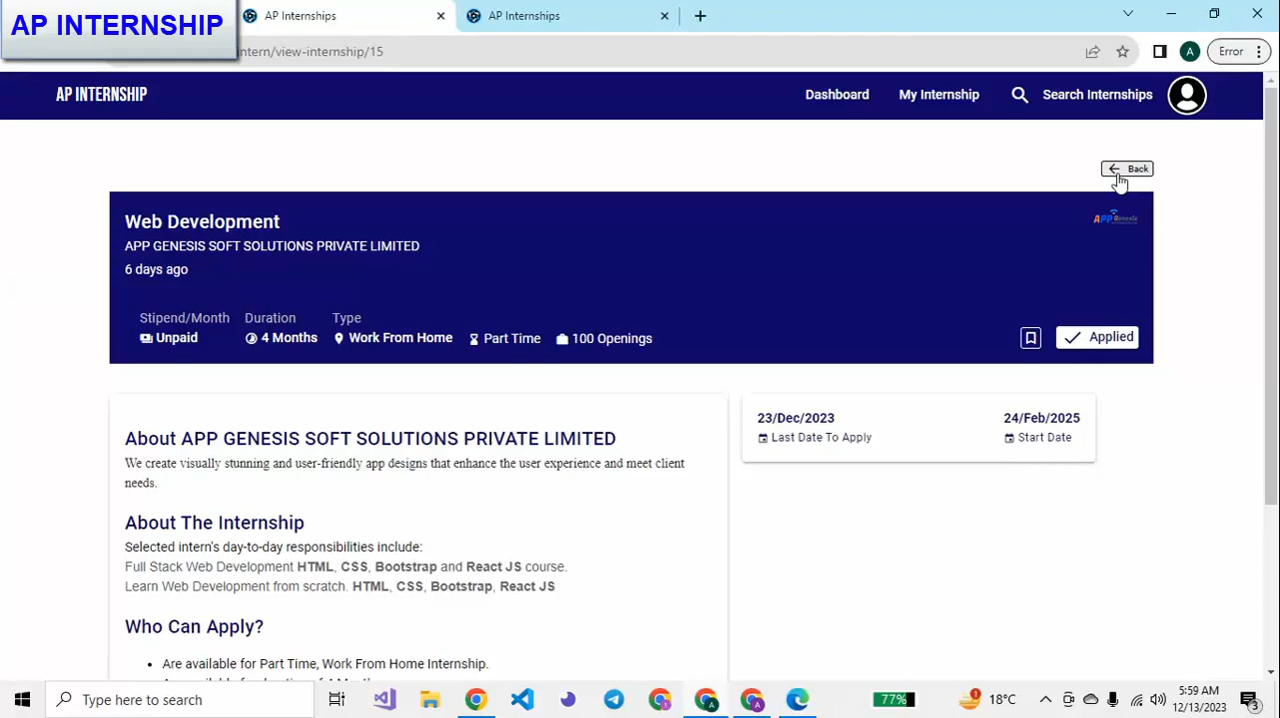 AP INTERNSHIP
AP Internships
AP Internships
intern/view-internship/15
A
Error
AP INTERNSHIP
Dashboard
My Internship
Search Internships
Back
Web Development
APP Genesis
APP GENESIS SOFT SOLUTIONS PRIVATE LIMITED
6 days ago
Stipend/Month Duration Type
Unpaid 4 Months Work From Home Part Time 100 Openings
Applied
About APP GENESIS SOFT SOLUTIONS PRIVATE LIMITED
We create visually stunning and user-friendly app designs that enhance the user experience and meet client
needs.
About The Internship
Selected intern's day-to-day responsibilities include:
Full Stack Web Development HTML, CSS, Bootstrap and React JS course.
Learn Web Development from scratch. HTML, CSS, Bootstrap, React JS
Who Can Apply?
• Are available for Part Time, Work From Home Internship.
23/Dec/2023 24/Feb/2025
Last Date To Apply Start Date
Type here to search
77%
1
18°C
5:59 AM
12/13/2023
3